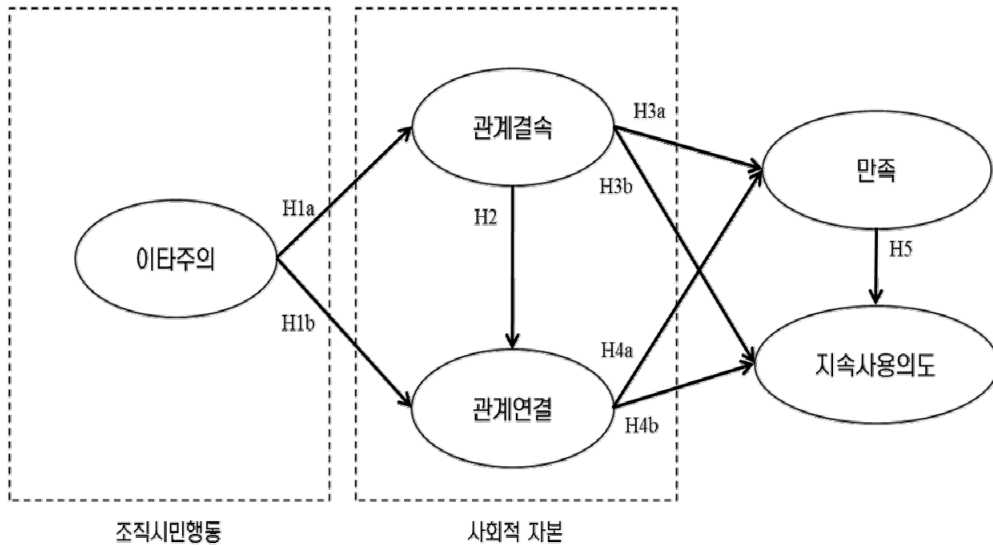 관계결속
H3a
만족
H3b
H1a
H2
이타주의
H5
H1b
H4a
지속사용의도
관계연결
H4b
조직시민행동
사회적 자본